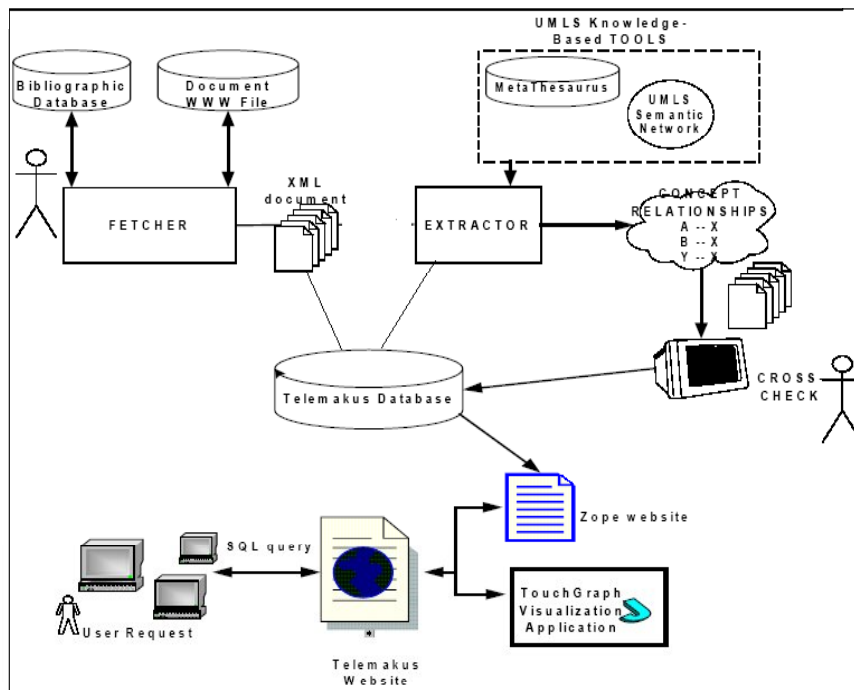 UMLS Knowledge-
Based TOOLS
Bibliographic
Database
Document
WWW File
MetaThesaurus
UMLS
Semantic
Network
XML
document
FETCHER
EXTRACTOR
CONCEPT
RELATIONSHIPS
A -- X
B -- X
Y -- X
Telemakus Database
CROSS
CHECK
Zope website
SQL query
User Request
TouchGraph
Visualization
Application
Telemakus
Website